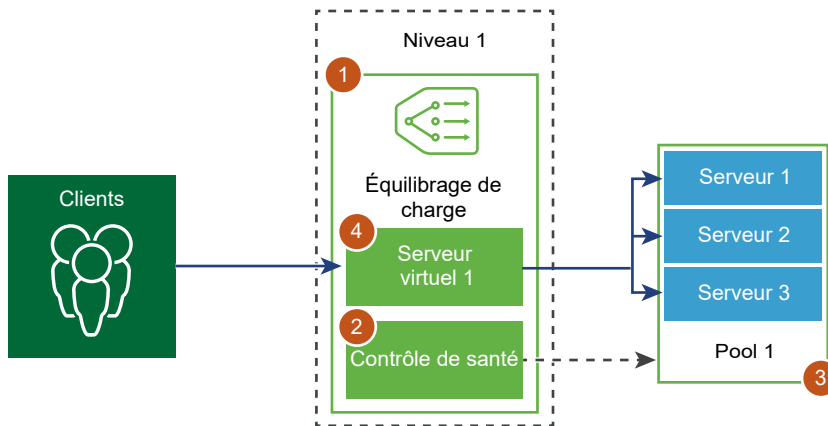 Niveau 1
1
Équilibrage de
charge
Clients
4
Serveur
virtuel 1
2
Contrôle de santé
Serveur 1
Serveur 2
Serveur 3
Pool 1
3